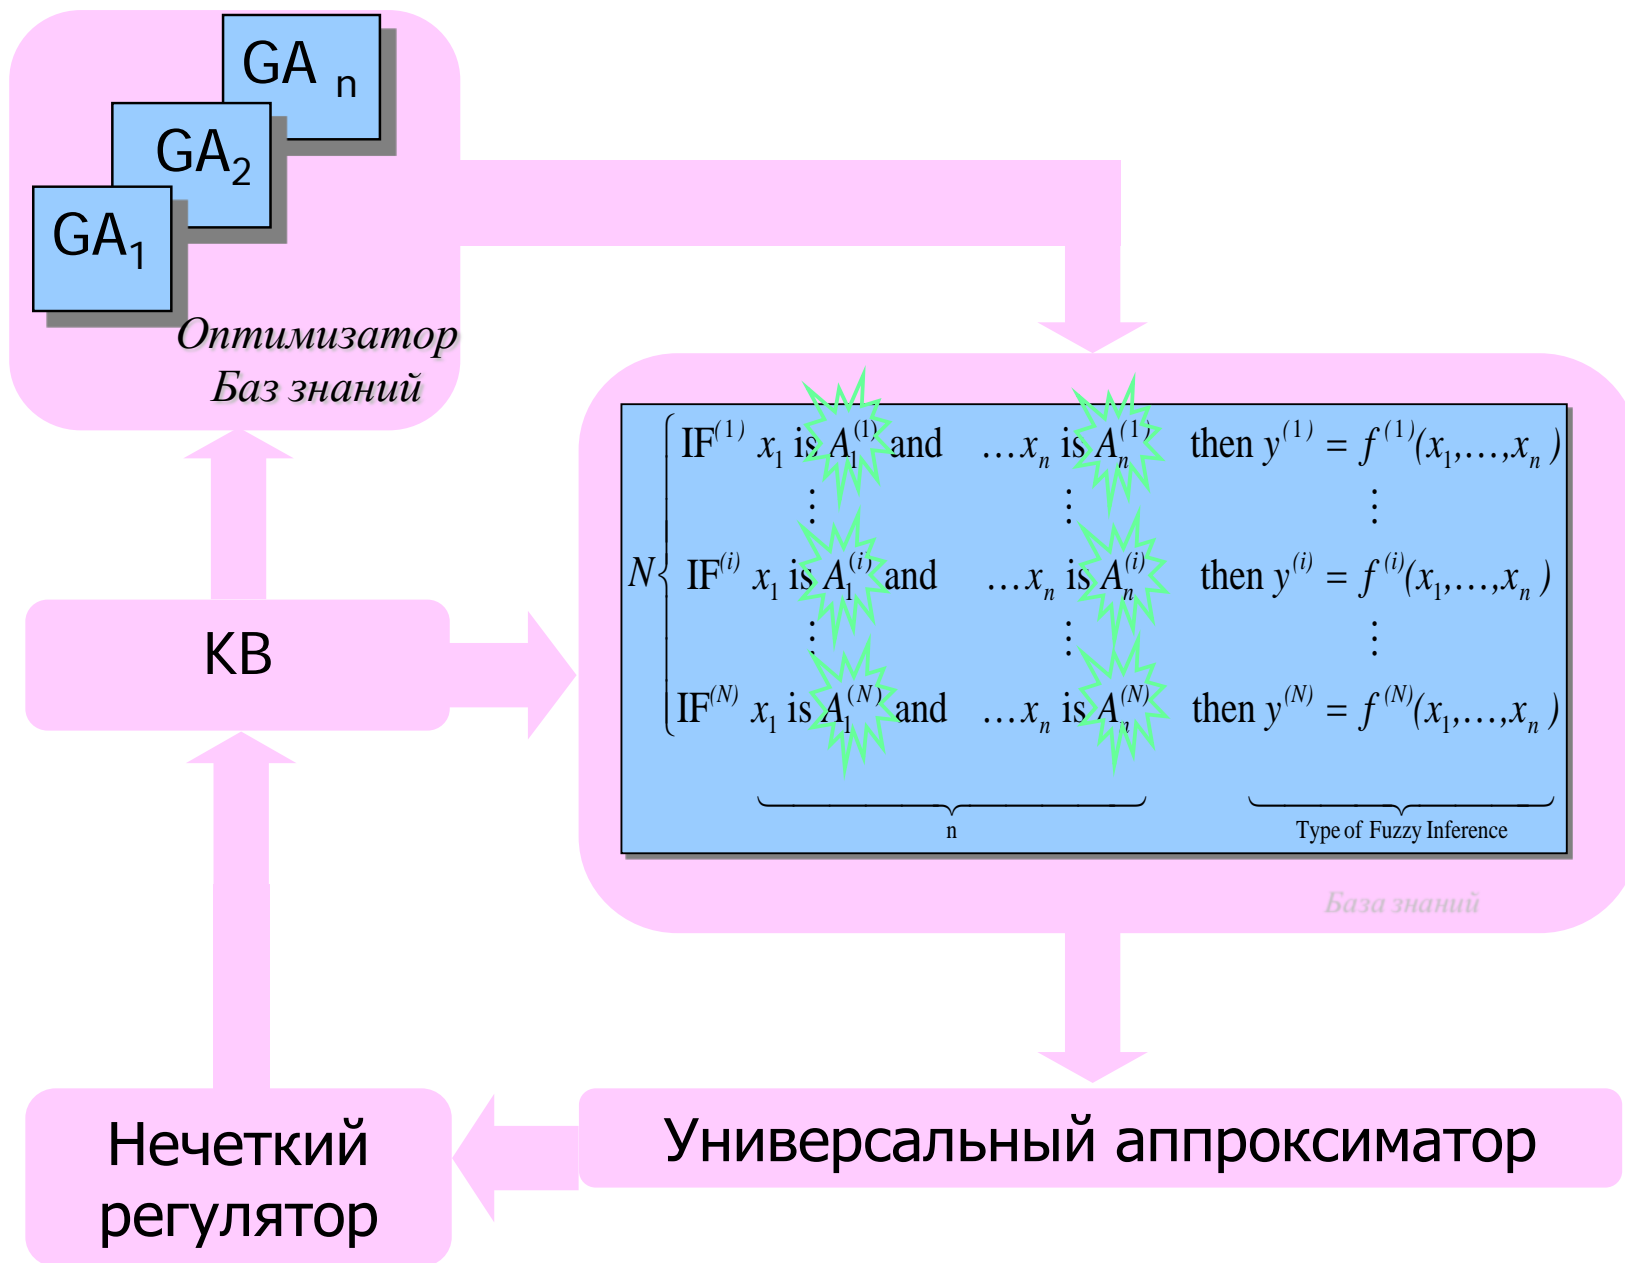 GA n
GA₂
GA₁
Оптимизатор
Баз знаний
IF⁽¹⁾ x₁ is A₁⁽¹⁾ and …xₙ is Aₙ⁽¹⁾ then y⁽¹⁾ = f⁽¹⁾(x₁,…,xₙ)
⋮ ⋮ ⋮
N{ IF⁽ⁱ⁾ x₁ is A₁⁽ⁱ⁾ and …xₙ is Aₙ⁽ⁱ⁾ then y⁽ⁱ⁾ = f⁽ⁱ⁾(x₁,…,xₙ)
⋮ ⋮ ⋮
IF⁽ᴺ⁾ x₁ is A₁⁽ᴺ⁾ and …xₙ is Aₙ⁽ᴺ⁾ then y⁽ᴺ⁾ = f⁽ᴺ⁾(x₁,…,xₙ)
n
Type of Fuzzy Inference
База знаний
КВ
Универсальный аппроксиматор
Нечеткий
регулятор